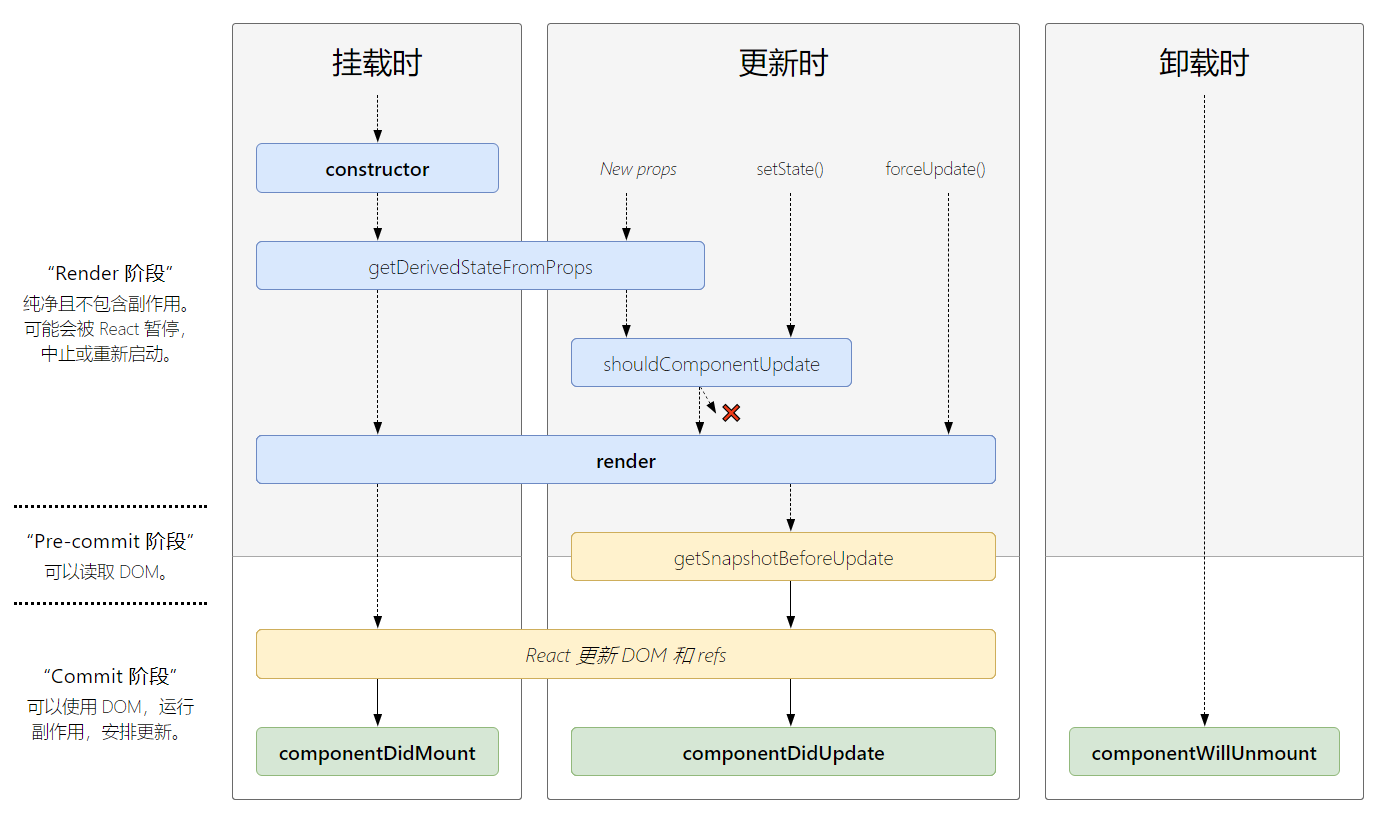 挂载时
更新时
卸载时
constructor
New props
setState()
forceUpdate()
getDerivedStateFromProps
“Render 阶段”
纯净且不包含副作用。
可能会被 React 暂停，
中止或重新启动。
shouldComponentUpdate
render
“Pre-commit 阶段”
可以读取 DOM。
getSnapshotBeforeUpdate
React 更新 DOM 和 refs
“Commit 阶段”
可以使用 DOM，运行
副作用，安排更新。
componentDidMount
componentDidUpdate
componentWillUnmount